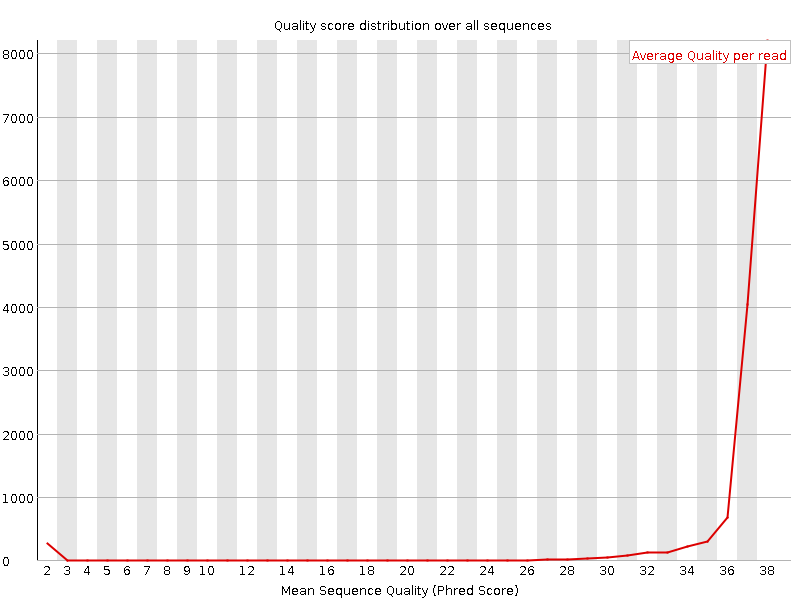 Quality score distribution over all sequences
Average Quality per read
8000
7000
6000
5000
4000
3000
2000
1000
0
2 3 4 5 6 7 8 9 10 12 14 16 18 20 22 24 26 28 30 32 34 36 38
Mean Sequence Quality (Phred Score)